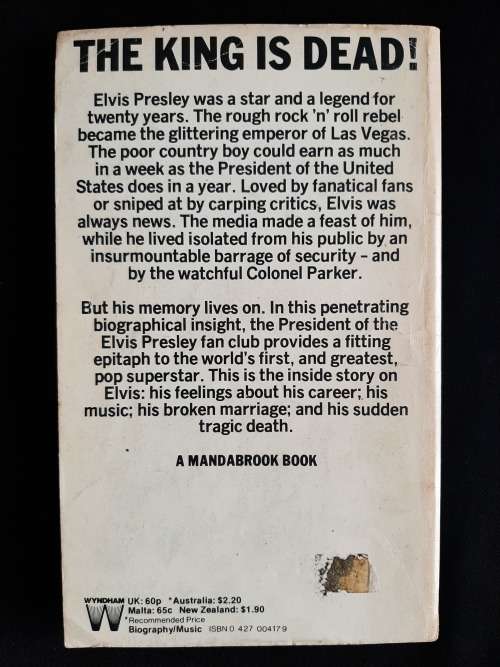 THE KING IS DEAD!
Elvis Presley was a star and a legend for
twenty years. The rough rock 'n' roll rebel
became the glittering emperor of Las Vegas.
The poor country boy could earn as much
in a week as the President of the United
States does in a year. Loved by fanatical fans
or sniped at by carping critics, Elvis was
always news. The media made a feast of him,
while he lived isolated from his public by an
insurmountable barrage of security – and
by the watchful Colonel Parker.
But his memory lives on. In this penetrating
biographical insight, the President of the
Elvis Presley fan club provides a fitting
epitaph to the world's first, and greatest,
pop superstar. This is the inside story on
Elvis: his feelings about his career; his
music; his broken marriage; and his sudden
tragic death.
A MANDABROOK BOOK
WYNDHAM UK: 60p *Australia: $2.20
Malta: 65c New Zealand: $1.90
*Recommended Price
Biography/Music ISBN 0 427 00417 9